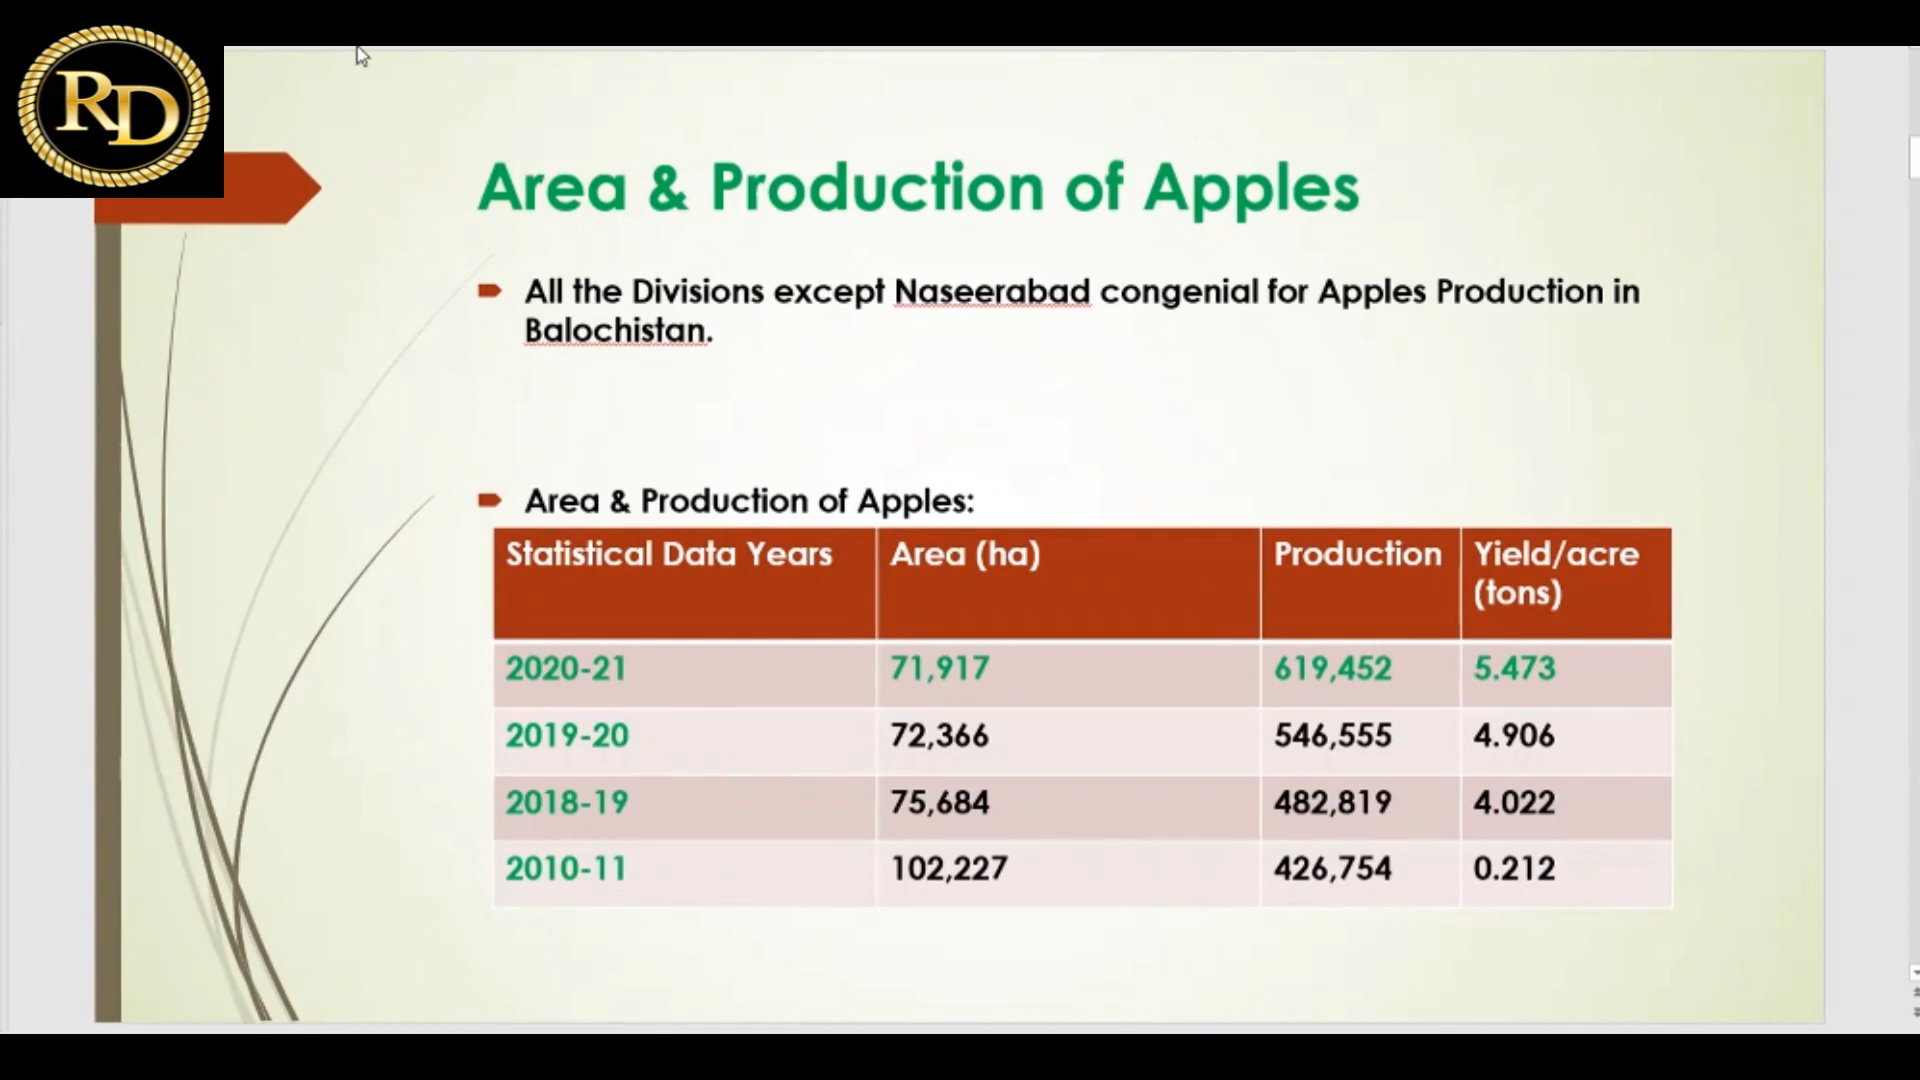 RD
Area & Production of Apples
All the Divisions except Naseerabad congenial for Apples Production in
Balochistan.
Area & Production of Apples:
Statistical Data Years Area (ha) Production Yield/acre
(tons)
2020-21 71,917 619,452 5.473
2019-20 72,366 546,555 4.906
2018-19 75,684 482,819 4.022
2010-11 102,227 426,754 0.212